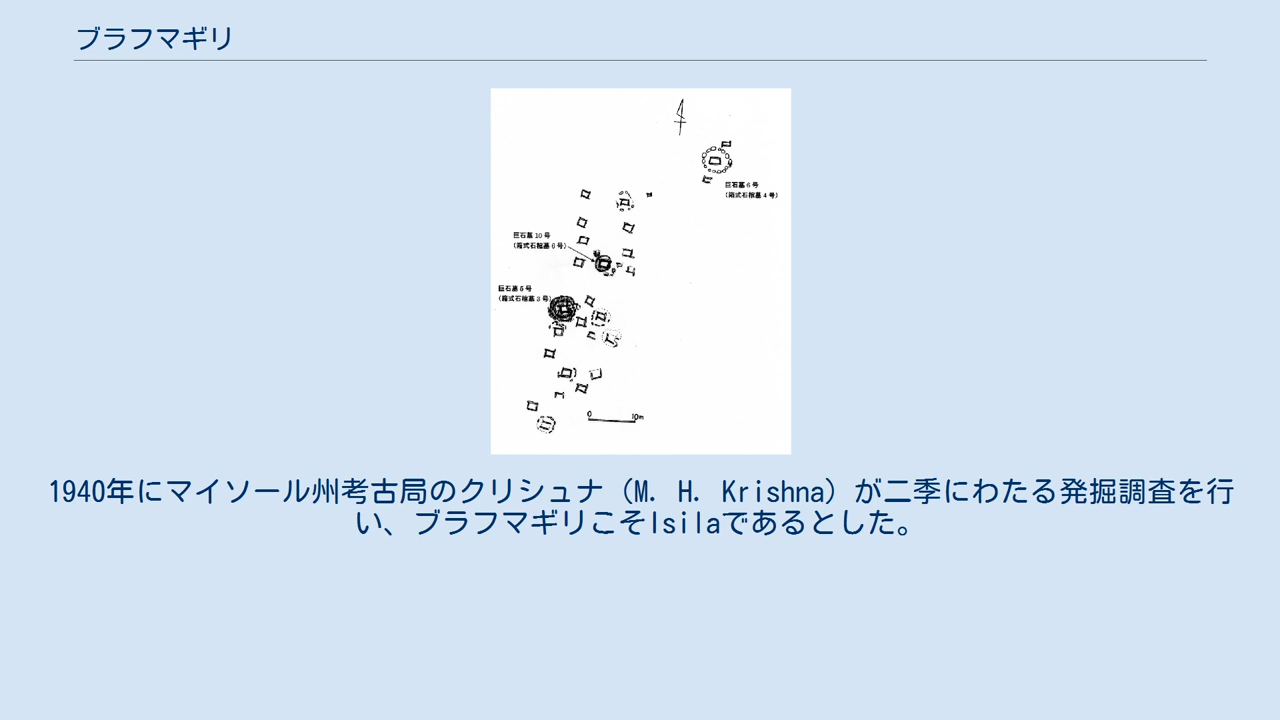 ブラフマギリ
巨石墓6号
(箱式石棺墓4号)
巨石墓10号
(箱式石棺墓6号)
巨石墓5号
(箱式石棺墓3号)
0 10m
1940年にマイソール州考古局のクリシュナ（M. H. Krishna）が二季にわたる発掘調査を行
い、ブラフマギリこそIsilaであるとした。